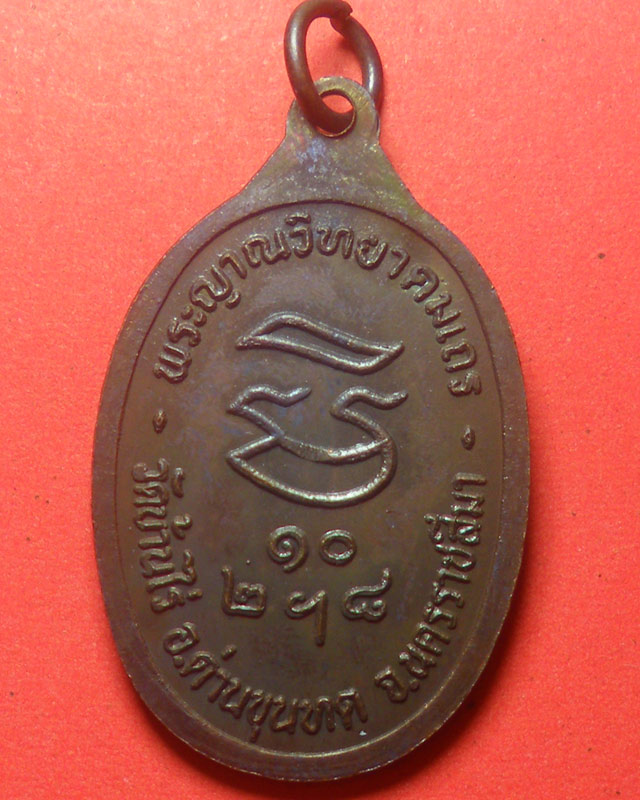 พระญาณวิทยาคมเถร
๑๐
๒ ฯ ๘
วัดบ้านไร่ อ.ด่านขุนทด จ.นครราชสีมา